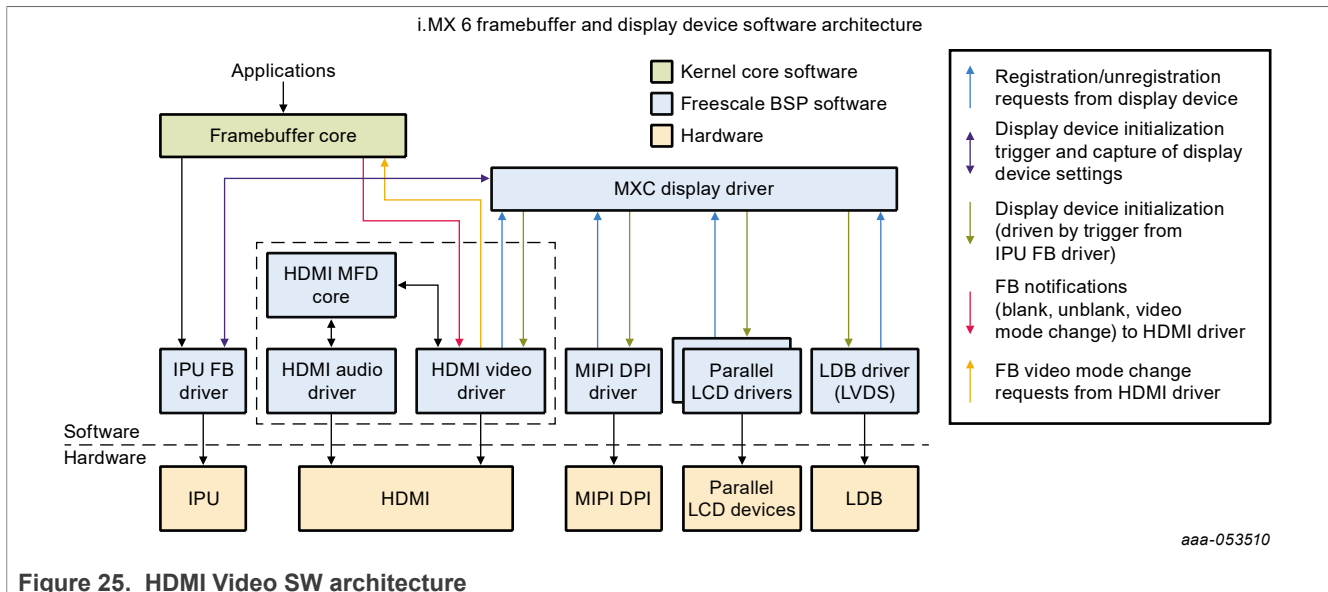 i.MX 6 framebuffer and display device software architecture
Applications
Kernel core software
Freescale BSP software
Hardware
Framebuffer core
MXC display driver
HDMI MFD
core
IPU FB
driver
HDMI audio
driver
HDMI video
driver
MIPI DPI
driver
Parallel
LCD drivers
LDB driver
(LVDS)
Software
Hardware
IPU
HDMI
MIPI DPI
Parallel
LCD devices
LDB
Registration/unregistration
requests from display device
Display device initialization
trigger and capture of display
device settings
Display device initialization
(driven by trigger from
IPU FB driver)
FB notifications
(blank, unblank, video
mode change) to HDMI driver
FB video mode change
requests from HDMI driver
aaa-053510
Figure 25. HDMI Video SW architecture